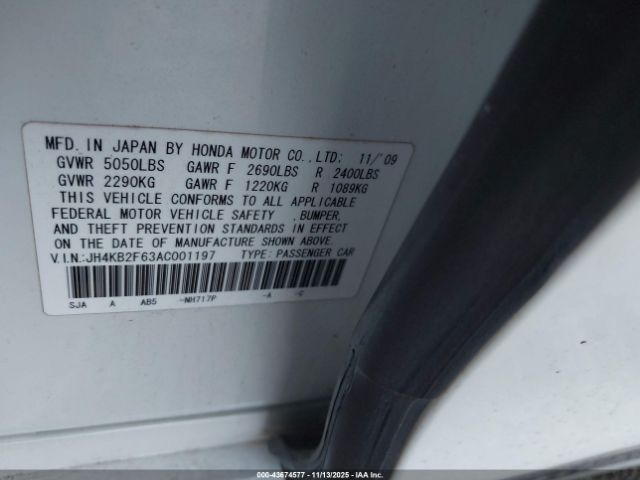 MFD. IN JAPAN BY HONDA MOTOR CO., LTD: 11/'09
GVWR 5050LBS GAWR F 2690LBS R 2400LBS
GVWR 2290KG GAWR F 1220KG R 1089KG
THIS VEHICLE CONFORMS TO ALL APPLICABLE
FEDERAL MOTOR VEHICLE SAFETY , BUMPER,
AND THEFT PREVENTION STANDARDS IN EFFECT
ON THE DATE OF MANUFACTURE SHOWN ABOVE.
V.I.N.:JH4KB2F63AC001197 TYPE: PASSENGER CAR
SJA A AB5 -NH717P -A -C
000-43674577 - 11/13/2025 - IAA Inc.